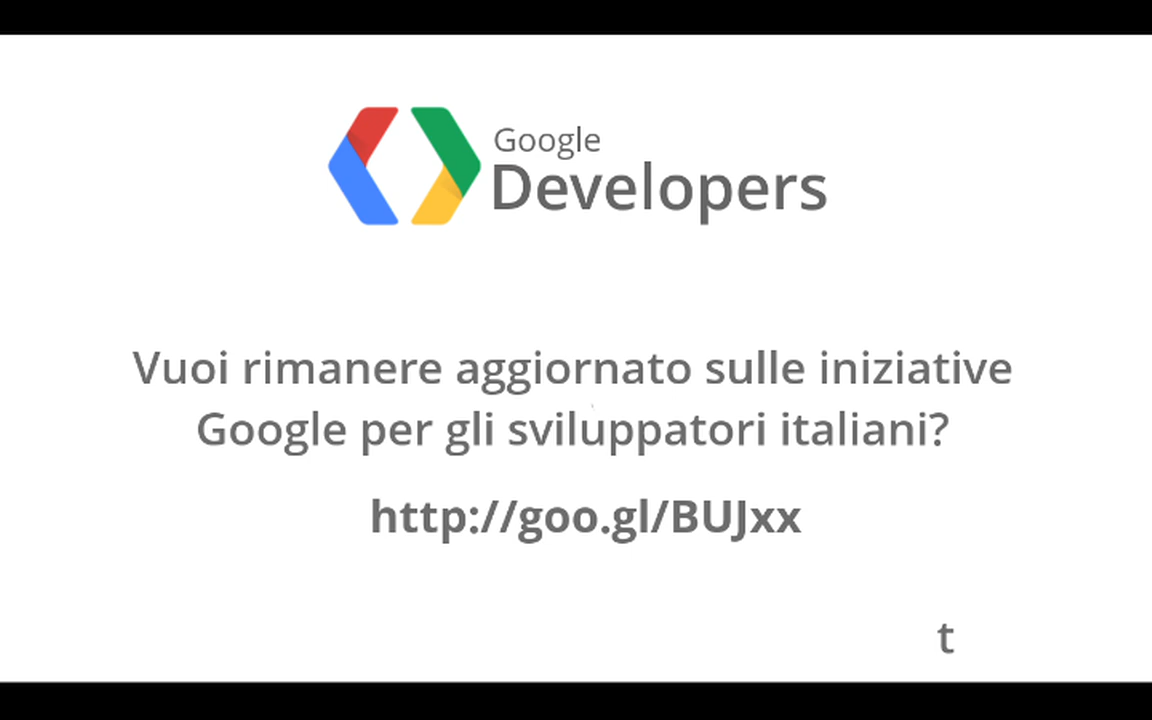 Google
Developers
Vuoi rimanere aggiornato sulle iniziative
Google per gli sviluppatori italiani?
http://goo.gl/BUJxx
t